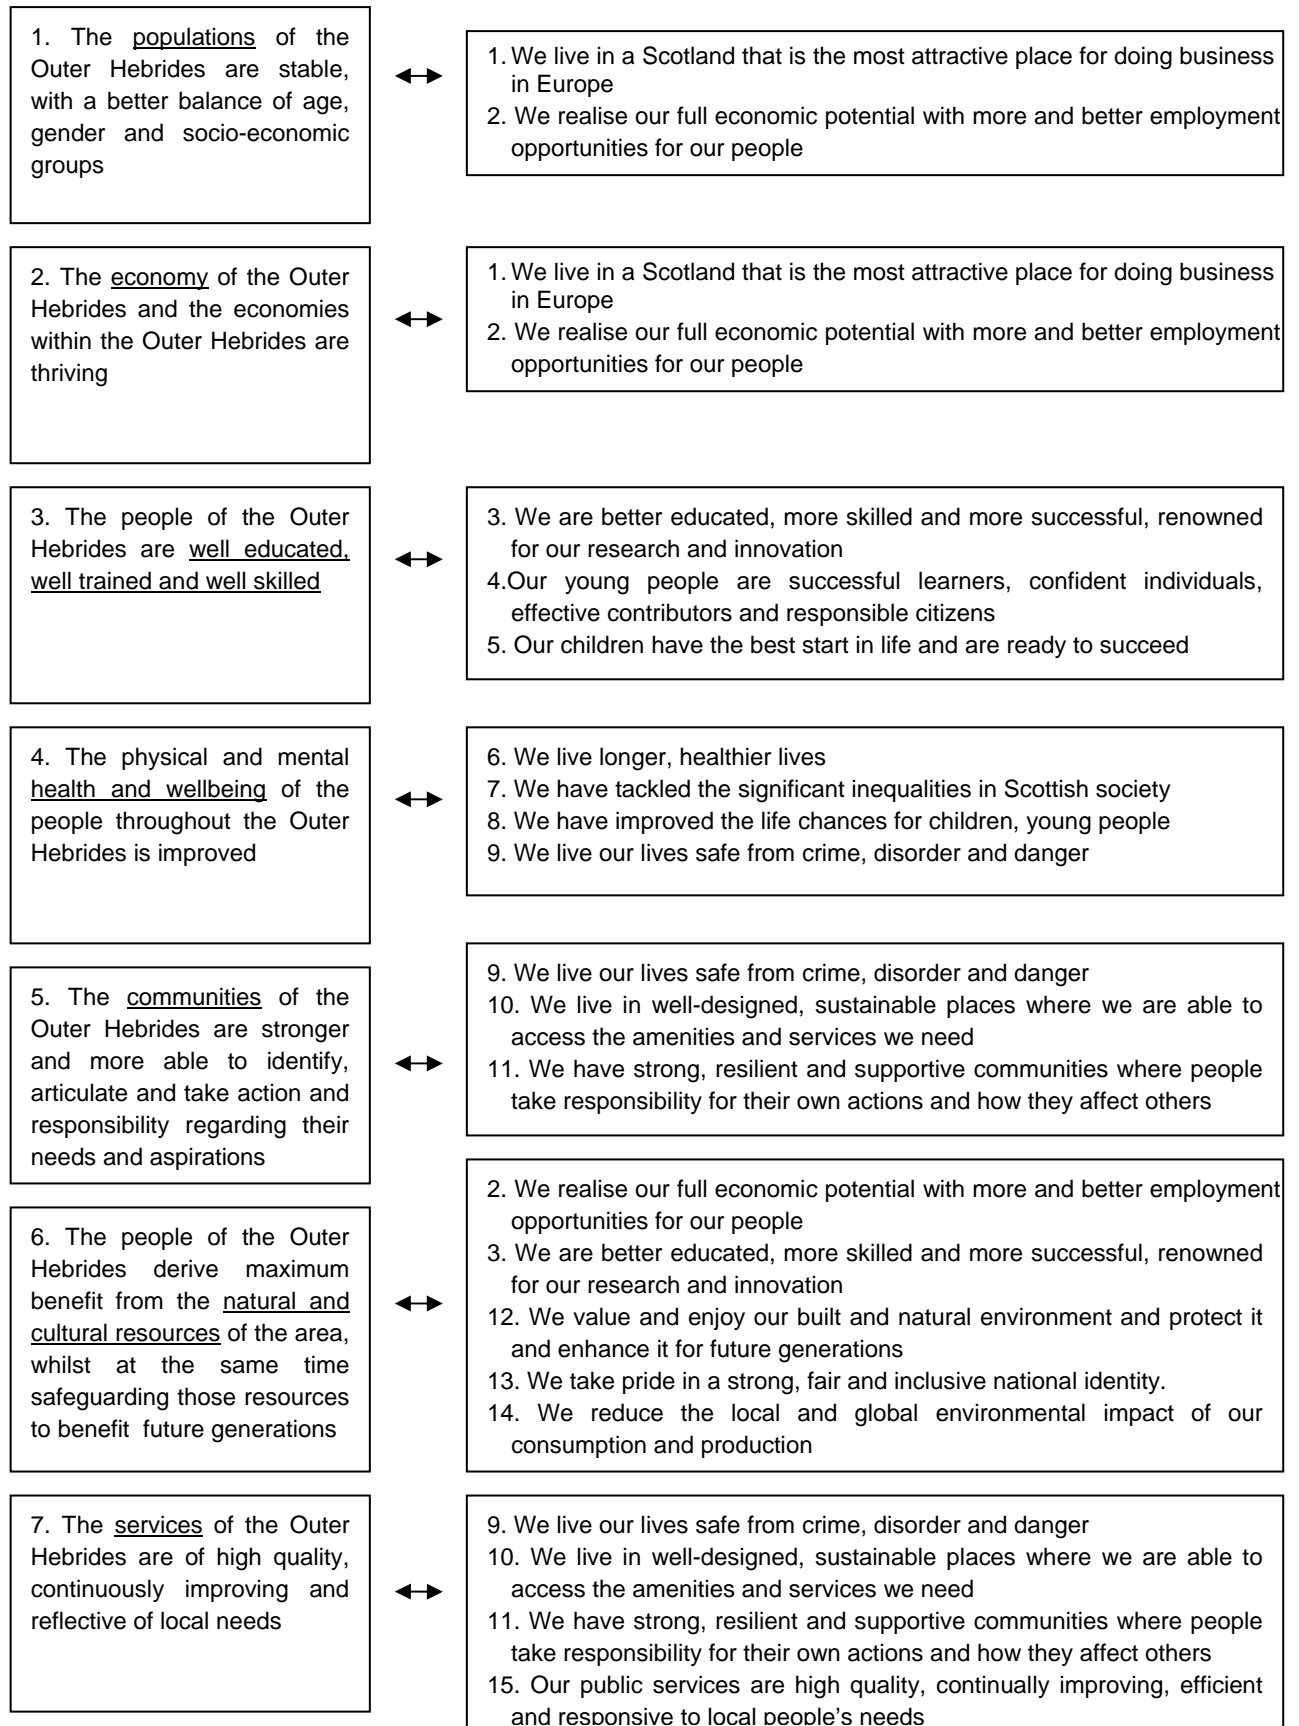 1. The populations of the
Outer Hebrides are stable,
with a better balance of age,
gender and socio-economic
groups
1. We live in a Scotland that is the most attractive place for doing business
in Europe
2. We realise our full economic potential with more and better employment
opportunities for our people
2. The economy of the Outer
Hebrides and the economies
within the Outer Hebrides are
thriving
1. We live in a Scotland that is the most attractive place for doing business
in Europe
2. We realise our full economic potential with more and better employment
opportunities for our people
3. The people of the Outer
Hebrides are well educated,
well trained and well skilled
3. We are better educated, more skilled and more successful, renowned
for our research and innovation
4.Our young people are successful learners, confident individuals,
effective contributors and responsible citizens
5. Our children have the best start in life and are ready to succeed
4. The physical and mental
health and wellbeing of the
people throughout the Outer
Hebrides is improved
6. We live longer, healthier lives
7. We have tackled the significant inequalities in Scottish society
8. We have improved the life chances for children, young people
9. We live our lives safe from crime, disorder and danger
5. The communities of the
Outer Hebrides are stronger
and more able to identify,
articulate and take action and
responsibility regarding their
needs and aspirations
9. We live our lives safe from crime, disorder and danger
10. We live in well-designed, sustainable places where we are able to
access the amenities and services we need
11. We have strong, resilient and supportive communities where people
take responsibility for their own actions and how they affect others
6. The people of the Outer
Hebrides derive maximum
benefit from the natural and
cultural resources of the area,
whilst at the same time
safeguarding those resources
to benefit future generations
2. We realise our full economic potential with more and better employment
opportunities for our people
3. We are better educated, more skilled and more successful, renowned
for our research and innovation
12. We value and enjoy our built and natural environment and protect it
and enhance it for future generations
13. We take pride in a strong, fair and inclusive national identity.
14. We reduce the local and global environmental impact of our
consumption and production
7. The services of the Outer
Hebrides are of high quality,
continuously improving and
reflective of local needs
9. We live our lives safe from crime, disorder and danger
10. We live in well-designed, sustainable places where we are able to
access the amenities and services we need
11. We have strong, resilient and supportive communities where people
take responsibility for their own actions and how they affect others
15. Our public services are high quality, continually improving, efficient
and responsive to local people's needs